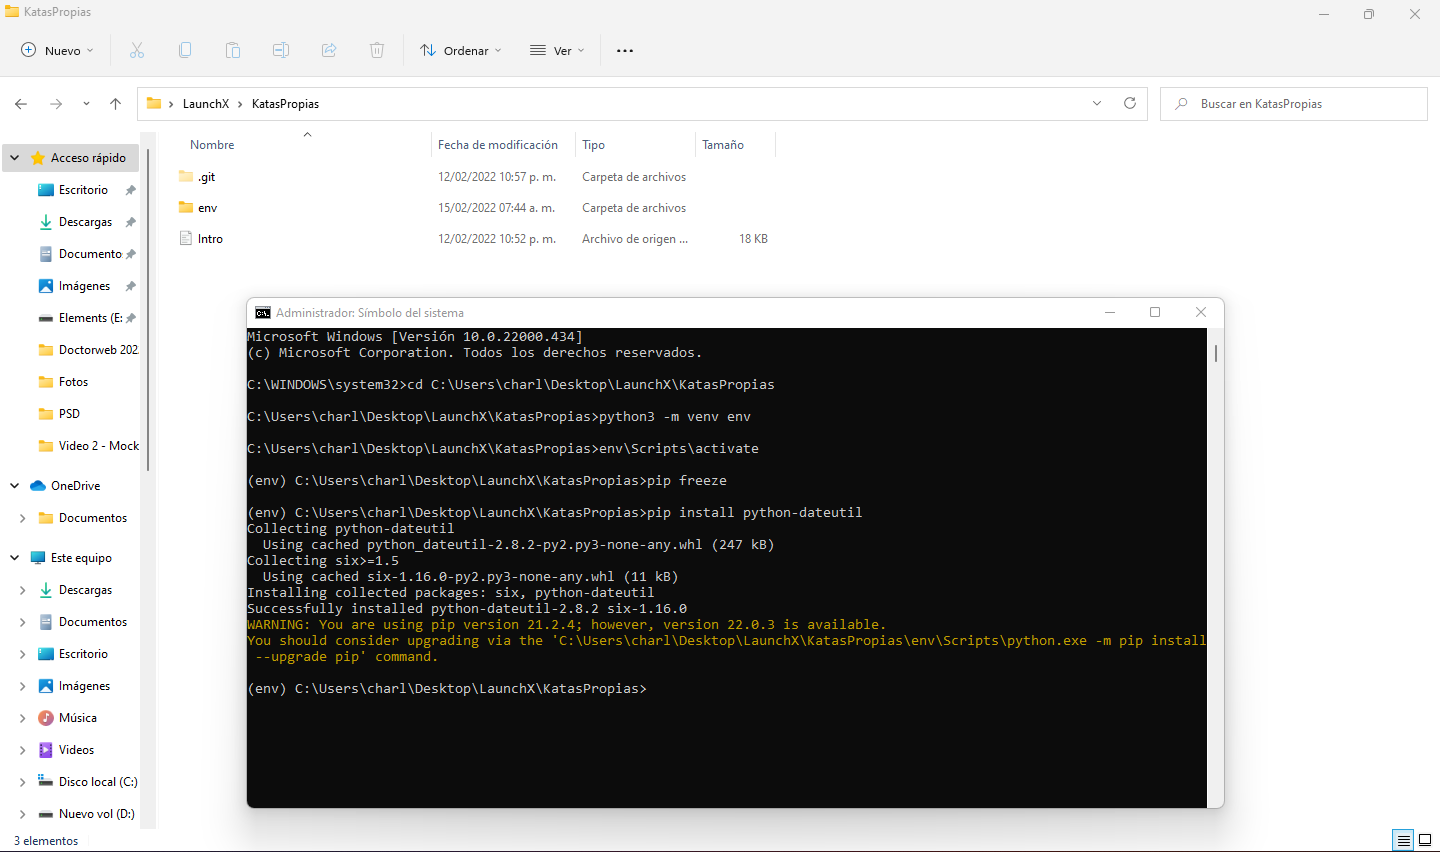 KatasPropias
Nuevo
Ordenar
Ver
LaunchX
KatasPropias
Buscar en KatasPropias
Nombre
Fecha de modificación
Tipo
Tamaño
.git
12/02/2022 10:57 p. m.
Carpeta de archivos
env
15/02/2022 07:44 a. m.
Carpeta de archivos
Intro
12/02/2022 10:52 p. m.
Archivo de origen ...
18 KB
Acceso rápido
Escritorio
Descargas
Documento
Imágenes
Elements (E:
Doctorweb 202
Fotos
PSD
Video 2 - Mock
OneDrive
Documentos
Este equipo
Descargas
Documentos
Escritorio
Imágenes
Música
Videos
Disco local (C:)
Nuevo vol (D:)
3 elementos
Administrador: Símbolo del sistema
Microsoft Windows [Versión 10.0.22000.434]
(c) Microsoft Corporation. Todos los derechos reservados.
C:\WINDOWS\system32>cd C:\Users\charl\Desktop\LaunchX\KatasPropias
C:\Users\charl\Desktop\LaunchX\KatasPropias>python3 -m venv env
C:\Users\charl\Desktop\LaunchX\KatasPropias>env\Scripts\activate
(env) C:\Users\charl\Desktop\LaunchX\KatasPropias>pip freeze
(env) C:\Users\charl\Desktop\LaunchX\KatasPropias>pip install python-dateutil
Collecting python-dateutil
  Using cached python_dateutil-2.8.2-py2.py3-none-any.whl (247 kB)
Collecting six>=1.5
  Using cached six-1.16.0-py2.py3-none-any.whl (11 kB)
Installing collected packages: six, python-dateutil
Successfully installed python-dateutil-2.8.2 six-1.16.0
WARNING: You are using pip version 21.2.4; however, version 22.0.3 is available.
You should consider upgrading via the 'C:\Users\charl\Desktop\LaunchX\KatasPropias\env\Scripts\python.exe -m pip install
 --upgrade pip' command.
(env) C:\Users\charl\Desktop\LaunchX\KatasPropias>